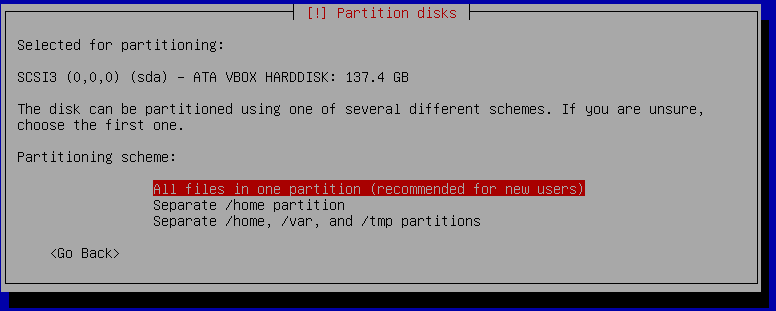 [!] Partition disks
Selected for partitioning:
SCSI3 (0,0,0) (sda) - ATA VBOX HARDDISK: 137.4 GB
The disk can be partitioned using one of several different schemes. If you are unsure,
choose the first one.
Partitioning scheme:
All files in one partition (recommended for new users)
Separate /home partition
Separate /home, /var, and /tmp partitions
<Go Back>